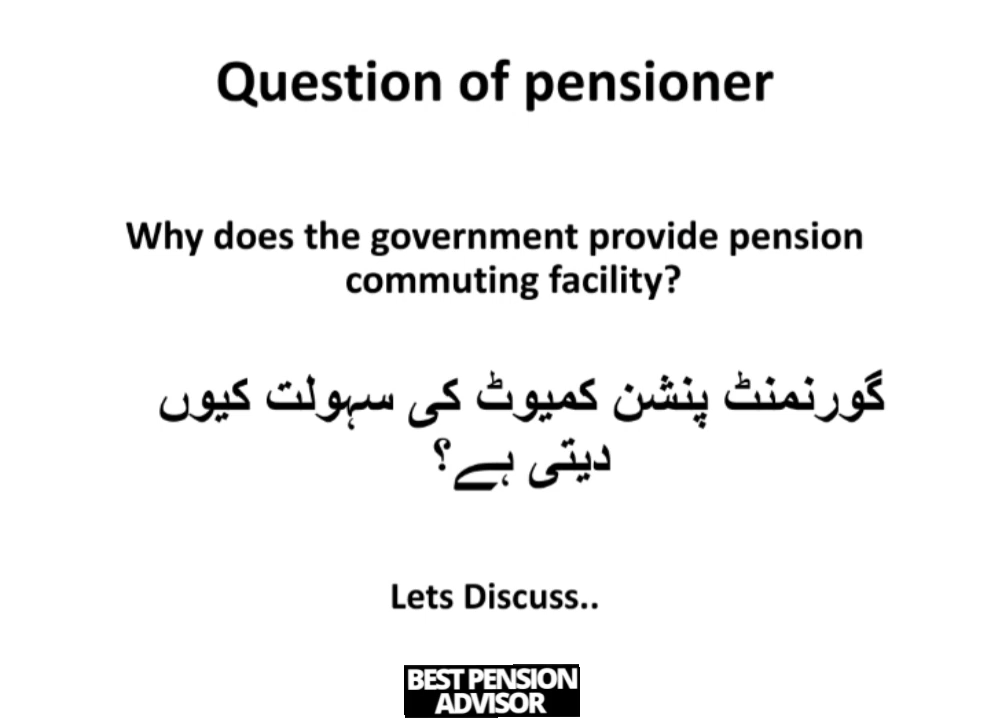 Question of pensioner
Why does the government provide pension
commuting facility?
گورنمنٹ پنشن کمیوٹ کی سہولت کیوں
دیتی ہے؟
Lets Discuss..
BEST PENSION
ADVISOR